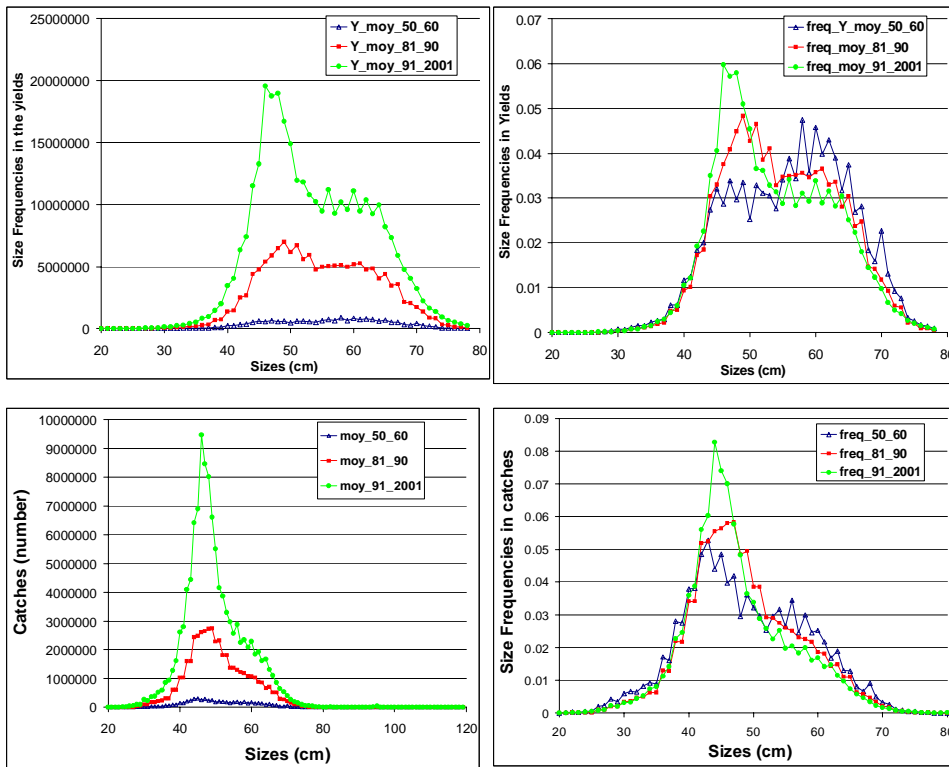 25000000
20000000
15000000
10000000
5000000
0
20 30 40 50 60 70 80
Size Frequencies in the yields
Sizes (cm)
Y_moy_50_60
Y_moy_81_90
Y_moy_91_2001
0.06
0.05
0.04
0.03
0.02
0.01
0
20 30 40 50 60 70 80
Size Frequencies in Yields
Sizes (cm)
freq_Y_moy_50_60
freq_moy_81_90
freq_moy_91_2001
10000000
9000000
8000000
7000000
6000000
5000000
4000000
3000000
2000000
1000000
0
20 40 60 80 100 120
Catches (number)
Sizes (cm)
moy_50_60
moy_81_90
moy_91_2001
0.09
0.08
0.07
0.06
0.05
0.04
0.03
0.02
0.01
0
20 30 40 50 60 70 80
Size Frequencies in catches
Sizes (cm)
freq_50_60
freq_81_90
freq_91_2001